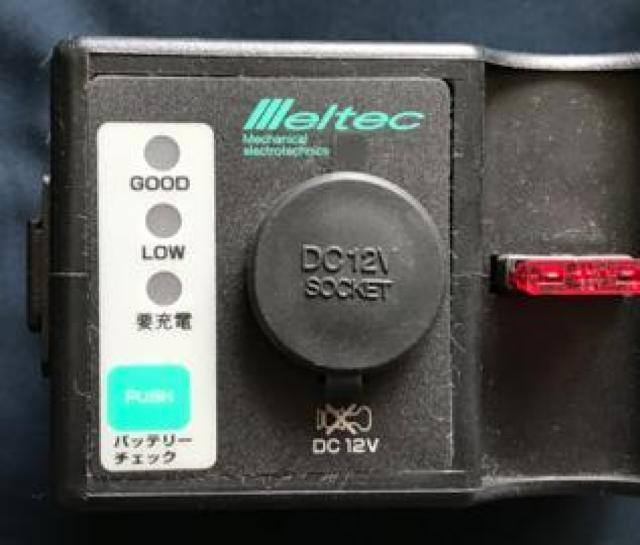 Meltec
Mechanical
electrotechnics
GOOD
LOW
要充電
PUSH
バッテリー
チェック
DC12V
SOCKET
DC 12V